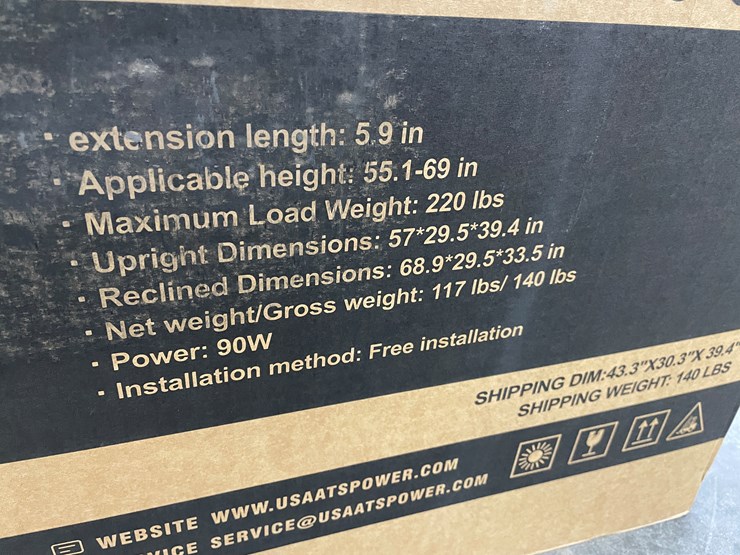 · extension length: 5.9 in
· Applicable height: 55.1-69 in
· Maximum Load Weight: 220 lbs
· Upright Dimensions: 57*29.5*39.4 in
· Reclined Dimensions: 68.9*29.5*33.5 in
· Net weight/Gross weight: 117 lbs/ 140 lbs
· Power: 90W
· Installation method: Free installation
SHIPPING DIM:43.3"X30.3"X 39.4"
SHIPPING WEIGHT: 140 LBS
WEBSITE WWW.USAATSPOWER.COM
SERVICE@USAATSPOWER.COM